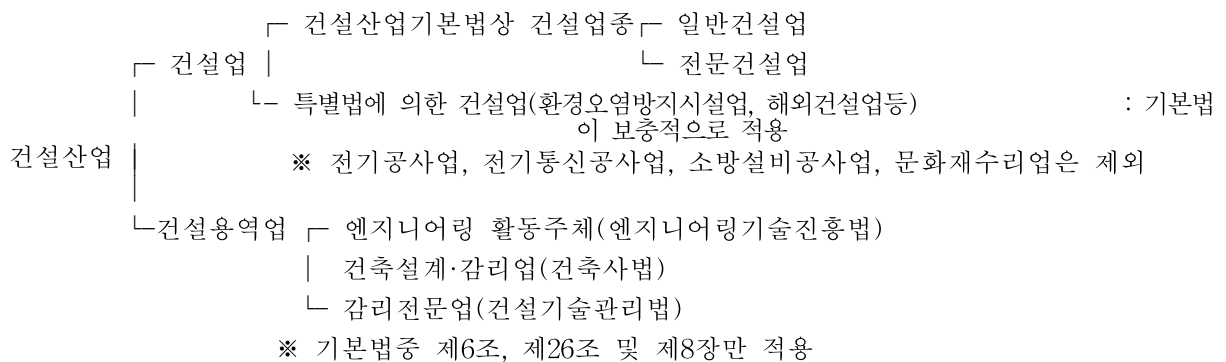 ┌─ 건설산업기본법상 건설업종┌─ 일반건설업
┌─ 건설업 │ └─ 전문건설업
│ └─ 특별법에 의한 건설업(환경오염방지시설업, 해외건설업등) : 기본법
이 보충적으로 적용
건설산업 │ ※ 전기공사업, 전기통신공사업, 소방설비공사업, 문화재수리업은 제외
│
└─건설용역업 ┌─ 엔지니어링 활동주체(엔지니어링기술진흥법)
│ 건축설계·감리업(건축사법)
└─ 감리전문업(건설기술관리법)
※ 기본법중 제6조, 제26조 및 제8장만 적용